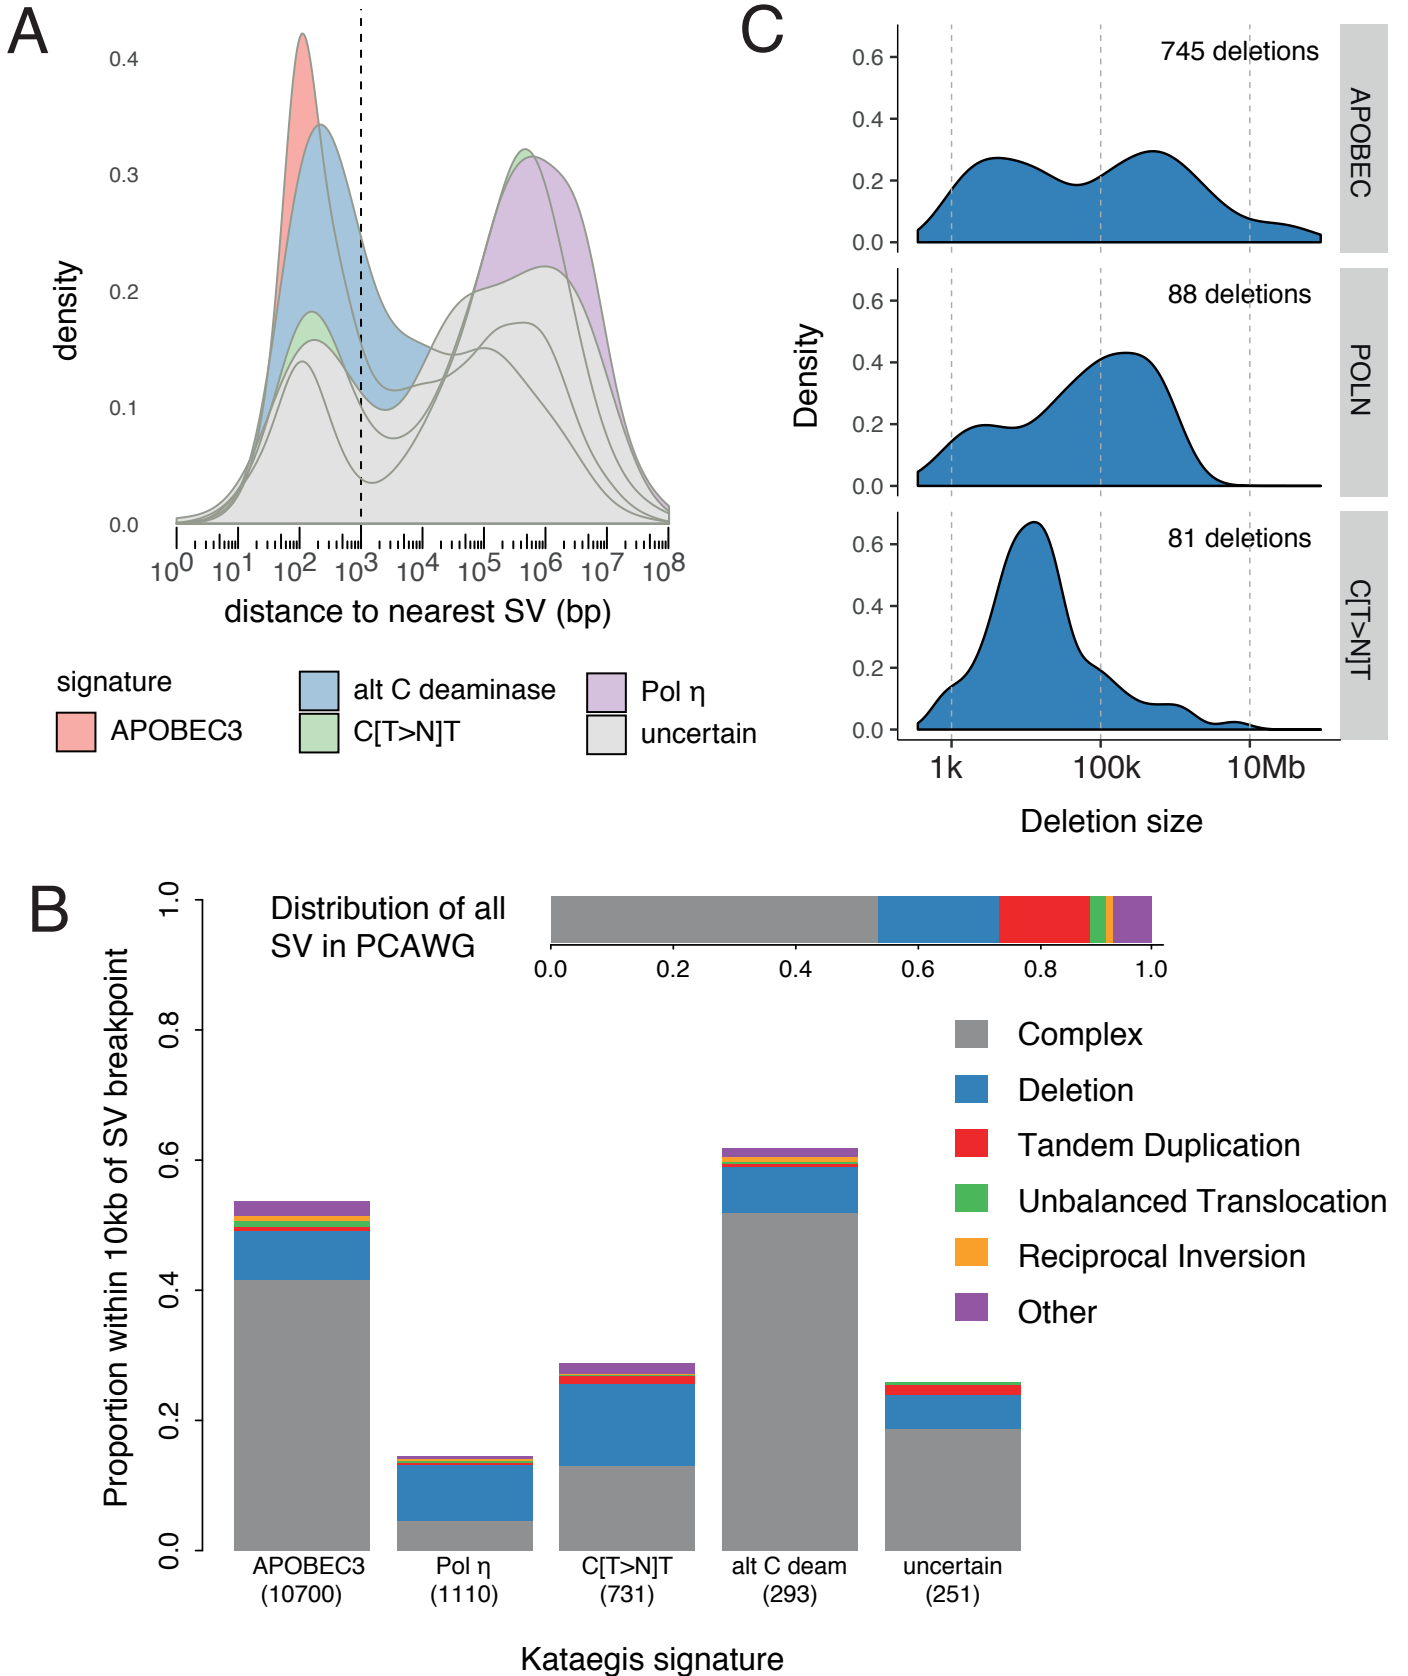 A
0.4
0.3
0.2
0.1
0.0
density
10^0 10^1 10^2 10^3 10^4 10^5 10^6 10^7 10^8
distance to nearest SV (bp)
signature
APOBEC3
alt C deaminase
C[T>N]T
Pol η
uncertain
C
745 deletions
APOBEC
0.6
0.4
0.2
0.0
88 deletions
POLN
0.6
0.4
0.2
0.0
81 deletions
C[T>N]T
0.6
0.4
0.2
0.0
Density
1k 100k 10Mb
Deletion size
B
Distribution of all
SV in PCAWG
0.0 0.2 0.4 0.6 0.8 1.0
Complex
Deletion
Tandem Duplication
Unbalanced Translocation
Reciprocal Inversion
Other
1.0
0.8
0.6
0.4
0.2
0.0
Proportion within 10kb of SV breakpoint
APOBEC3 Pol η C[T>N]T alt C deam uncertain
(10700) (1110) (731) (293) (251)
Kataegis signature